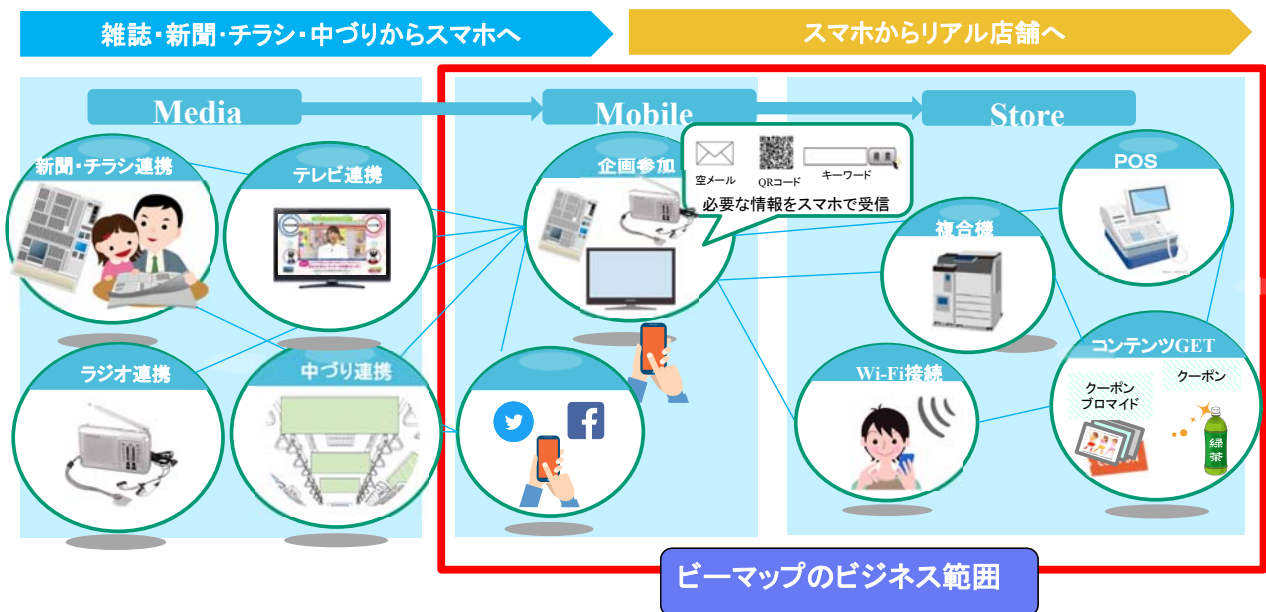 雑誌・新聞・チラシ・中づりからスマホへ
スマホからリアル店舗へ
Media
Mobile
Store
新聞・チラシ連携
テレビ連携
ラジオ連携
中づり連携
企画参加
空メール
QRコード
キーワード
検索
必要な情報をスマホで受信
POS
複合機
Wi-Fi接続
コンテンツGET
クーポン
ブロマイド
クーポン
緑茶
ビーマップのビジネス範囲